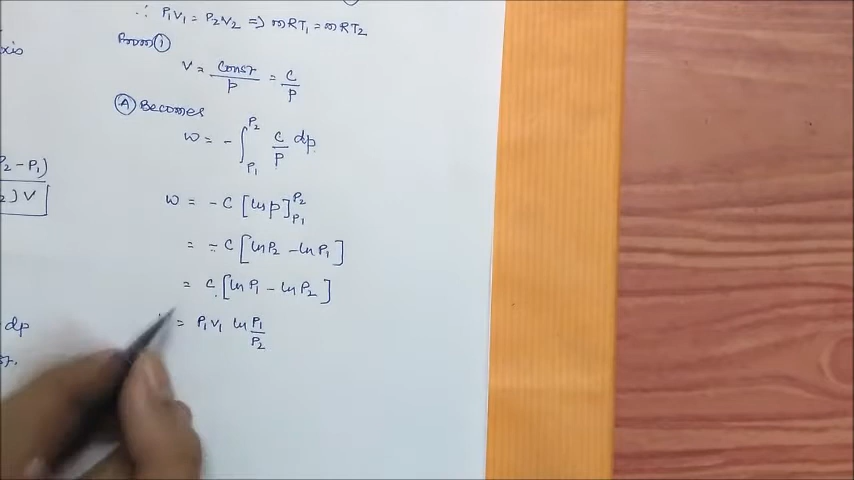 ∴ P₁V₁ = P₂V₂ ⇒ mRT₁ = mRT₂
xis
From ①
V = Const/P = C/P
Ⓐ Becomes
W = - ∫_{P₁}^{P₂} C/P dp
P₂ - P₁)
₂) V
W = - C [ln P]_{P₁}^{P₂}
= - C [ln P₂ - ln P₁]
= C [ln P₁ - ln P₂]
dp
= P₁V₁ ln P₁/P₂